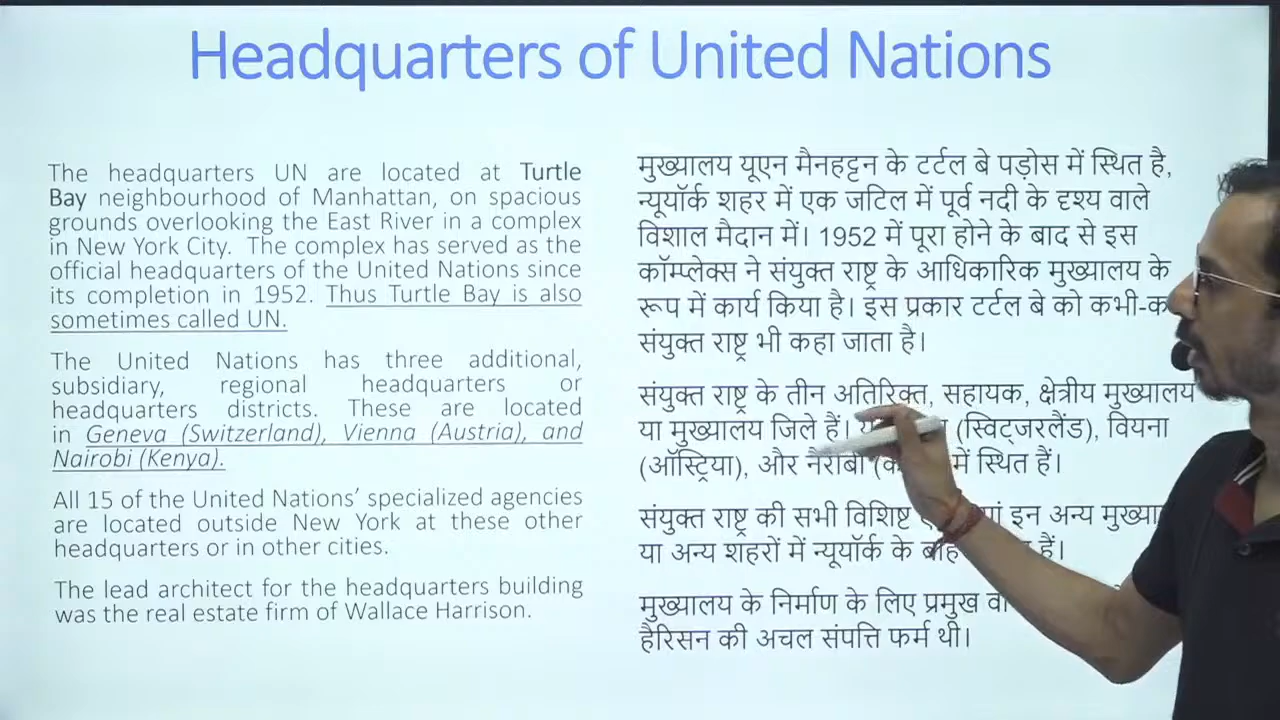 Headquarters of United Nations
The headquarters UN are located at Turtle
Bay neighbourhood of Manhattan, on spacious
grounds overlooking the East River in a complex
in New York City. The complex has served as the
official headquarters of the United Nations since
its completion in 1952. Thus Turtle Bay is also
sometimes called UN.
The United Nations has three additional,
subsidiary, regional headquarters or
headquarters districts. These are located
in Geneva (Switzerland), Vienna (Austria), and
Nairobi (Kenya).
All 15 of the United Nations’ specialized agencies
are located outside New York at these other
headquarters or in other cities.
The lead architect for the headquarters building
was the real estate firm of Wallace Harrison.
मुख्यालय यूएन मैनहट्टन के टर्टल बे पड़ोस में स्थित है,
न्यूयॉर्क शहर में एक जटिल में पूर्व नदी के दृश्य वाले
विशाल मैदान में। 1952 में पूरा होने के बाद से इस
कॉम्प्लेक्स ने संयुक्त राष्ट्र के आधिकारिक मुख्यालय के
रूप में कार्य किया है। इस प्रकार टर्टल बे को
संयुक्त राष्ट्र भी कहा जाता है।
संयुक्त राष्ट्र के तीन अतिरिक्त, सहायक, क्षेत्रीय मुख्यालय
या मुख्यालय जिले हैं। (स्विट्जरलैंड), वियना
(ऑस्ट्रिया), और नैरोबी में स्थित हैं।
संयुक्त राष्ट्र की सभी विशिष्ट इन अन्य
या अन्य शहरों में न्यूयॉर्क के हैं।
मुख्यालय के निर्माण के लिए प्रमुख
हैरिसन की अचल संपत्ति फर्म थी।